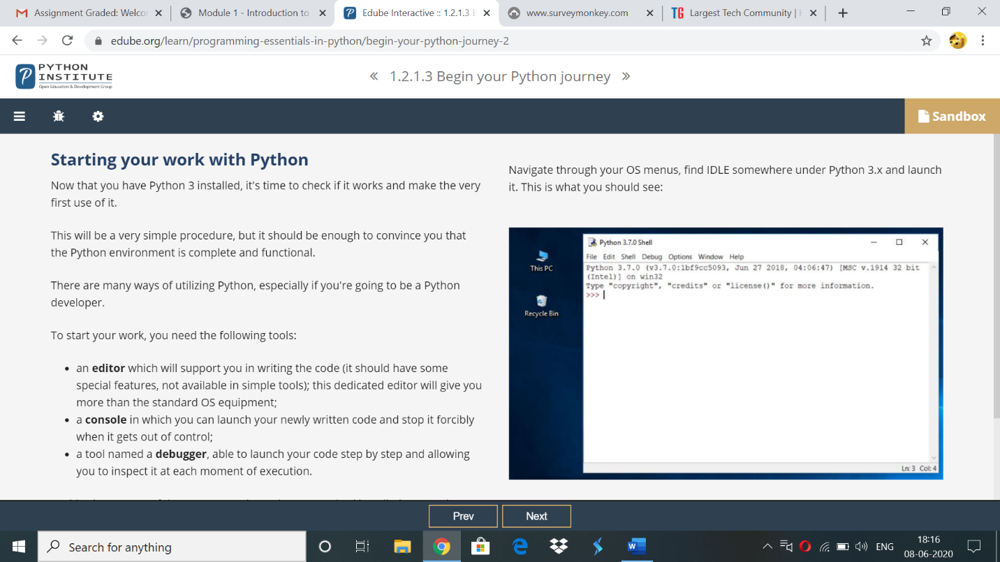 Assignment Graded: Welco
Module 1 - Introduction to
Edube Interactive :: 1.2.1.3
www.surveymonkey.com
TG Largest Tech Community |
edube.org/learn/programming-essentials-in-python/begin-your-python-journey-2
PYTHON
INSTITUTE
Open Education & Development Group
« 1.2.1.3 Begin your Python journey »
Sandbox
Starting your work with Python
Now that you have Python 3 installed, it's time to check if it works and make the very
first use of it.
This will be a very simple procedure, but it should be enough to convince you that
the Python environment is complete and functional.
There are many ways of utilizing Python, especially if you're going to be a Python
developer.
To start your work, you need the following tools:
• an editor which will support you in writing the code (it should have some
special features, not available in simple tools); this dedicated editor will give you
more than the standard OS equipment;
• a console in which you can launch your newly written code and stop it forcibly
when it gets out of control;
• a tool named a debugger, able to launch your code step by step and allowing
you to inspect it at each moment of execution.
Navigate through your OS menus, find IDLE somewhere under Python 3.x and launch
it. This is what you should see:
This PC
Recycle Bin
Python 3.7.0 Shell
File Edit Shell Debug Options Window Help
Python 3.7.0 (v3.7.0:1bf9cc5093, Jun 27 2018, 04:06:47) [MSC v.1914 32 bit
(Intel)] on win32
Type "copyright", "credits" or "license()" for more information.
>>>
Ln: 3 Col: 4
Prev
Next
Search for anything
ENG
18:16
08-06-2020